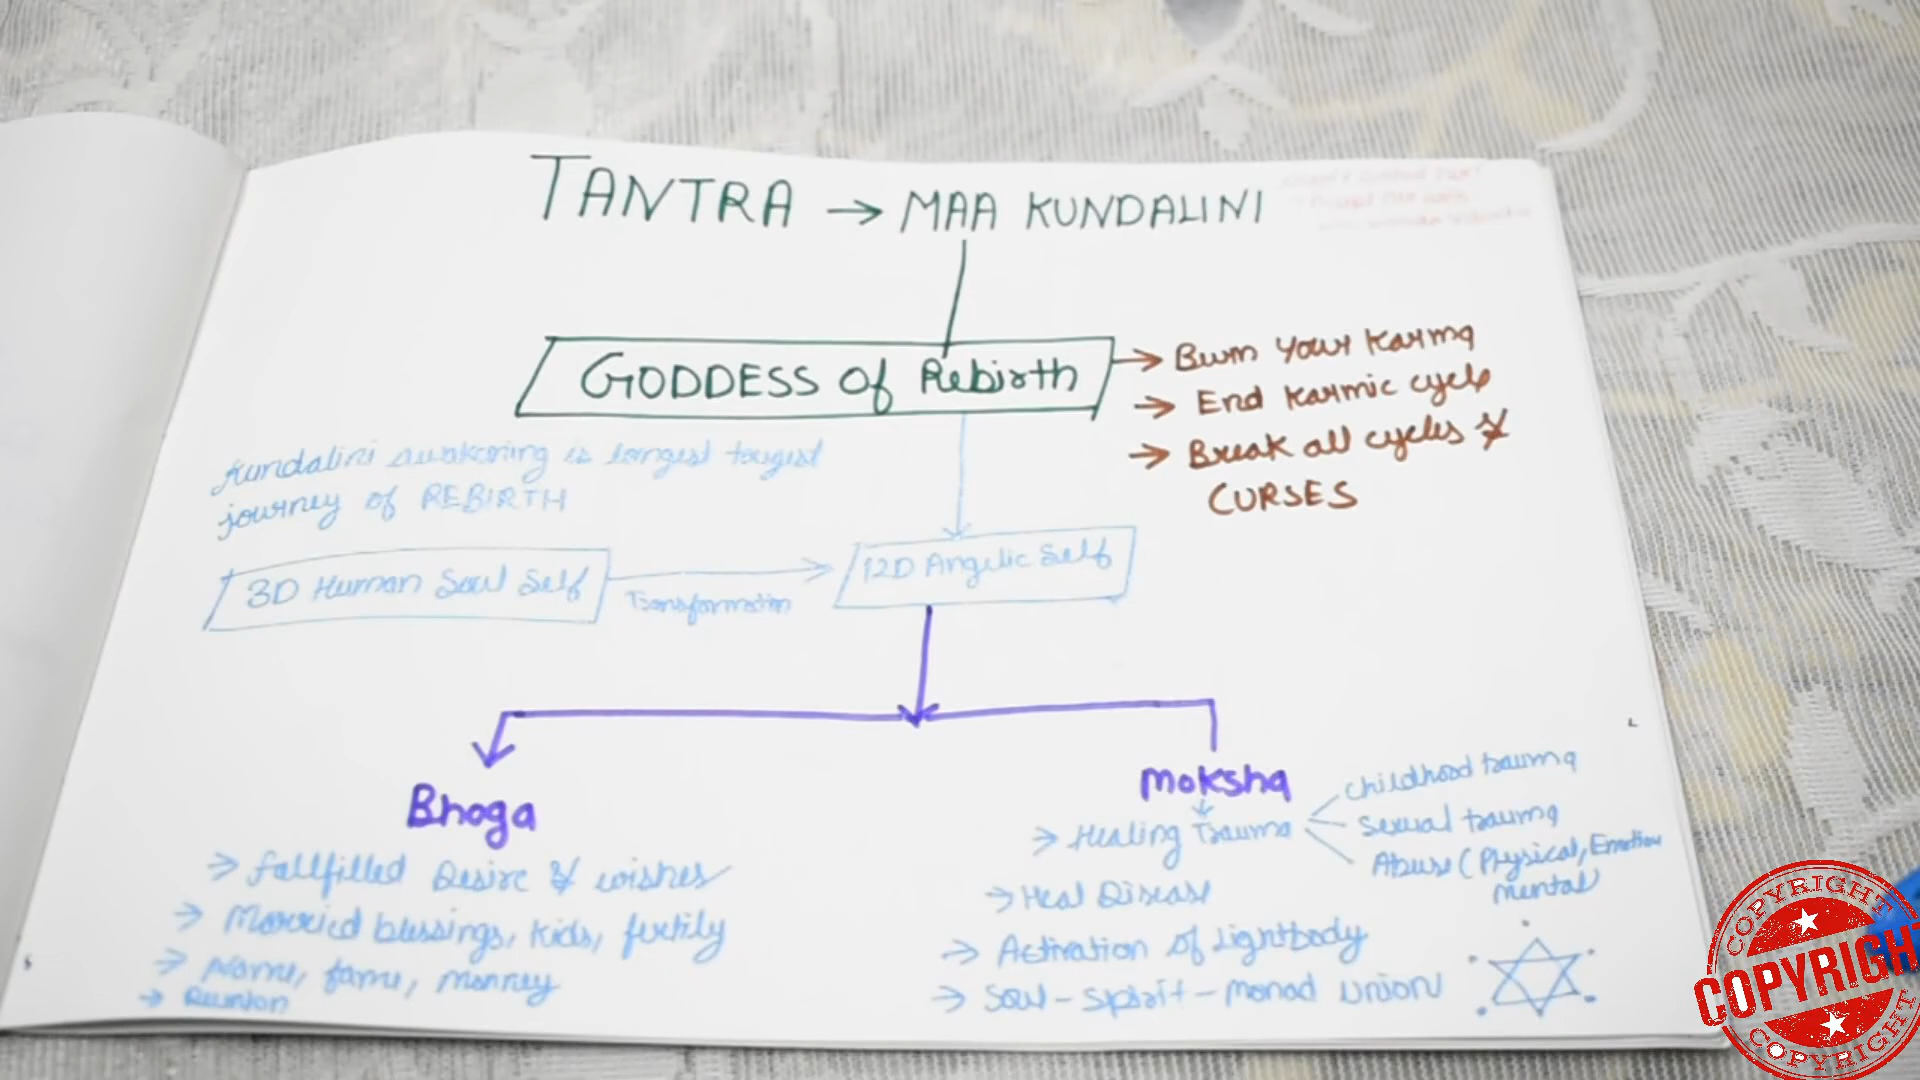 TANTRA → MAA KUNDALINI
GODDESS of Rebirth
→ Burn Your Karma
→ End Karmic cycle
→ Break all cycles &
CURSES
Kundalini awakening is longest tougest
journey of REBIRTH
3D Human Soul Self
Transformation
12D Angelic Self
Bhoga
→ fullfilled Desire & wishes
→ Married blessings, kids, fertily
→ Name, fame, monney
→ Reunion
Moksha
→ Healing Trauma
childhood trauma
sexual trauma
Abuse (Physical, Emotion
mental)
→ Heal Disease
→ Activation of Lightbody
→ Soul - Spirit - monad Union
COPYRIGHT
COPYRIGHT
COPYRIGHT